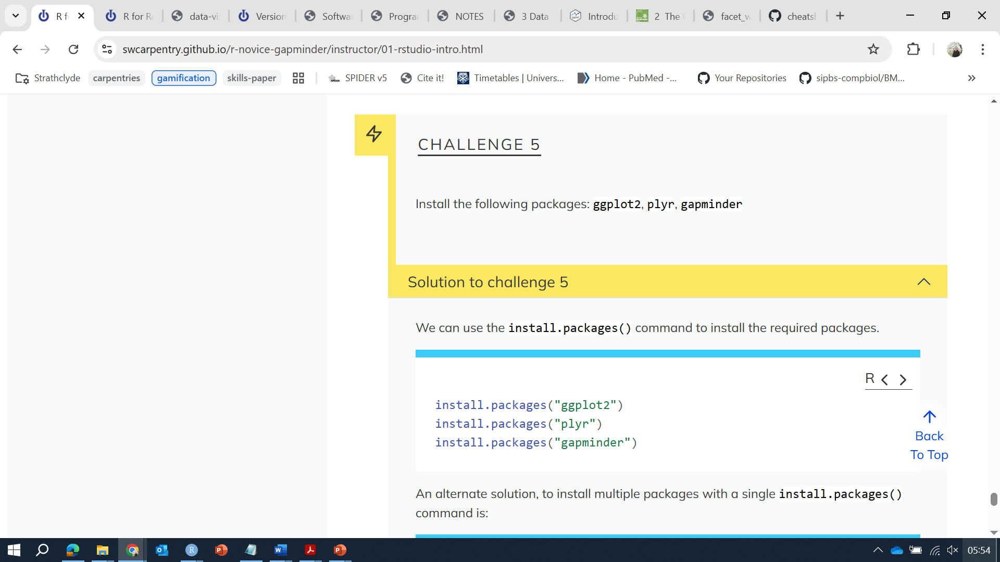 R f
R for R
data-vi
Version
Softwa
Progra
NOTES
3 Data
Introdu
2 The
facet_w
cheatsh
swcarpentry.github.io/r-novice-gapminder/instructor/01-rstudio-intro.html
Strathclyde
carpentries
gamification
skills-paper
SPIDER v5
Cite it!
Timetables | Univers...
Home - PubMed -...
Your Repositories
sipbs-compbiol/BM...
CHALLENGE 5
Install the following packages: ggplot2, plyr, gapminder
Solution to challenge 5
We can use the install.packages() command to install the required packages.
R
install.packages("ggplot2")
install.packages("plyr")
install.packages("gapminder")
Back
To Top
An alternate solution, to install multiple packages with a single install.packages()
command is:
05:54